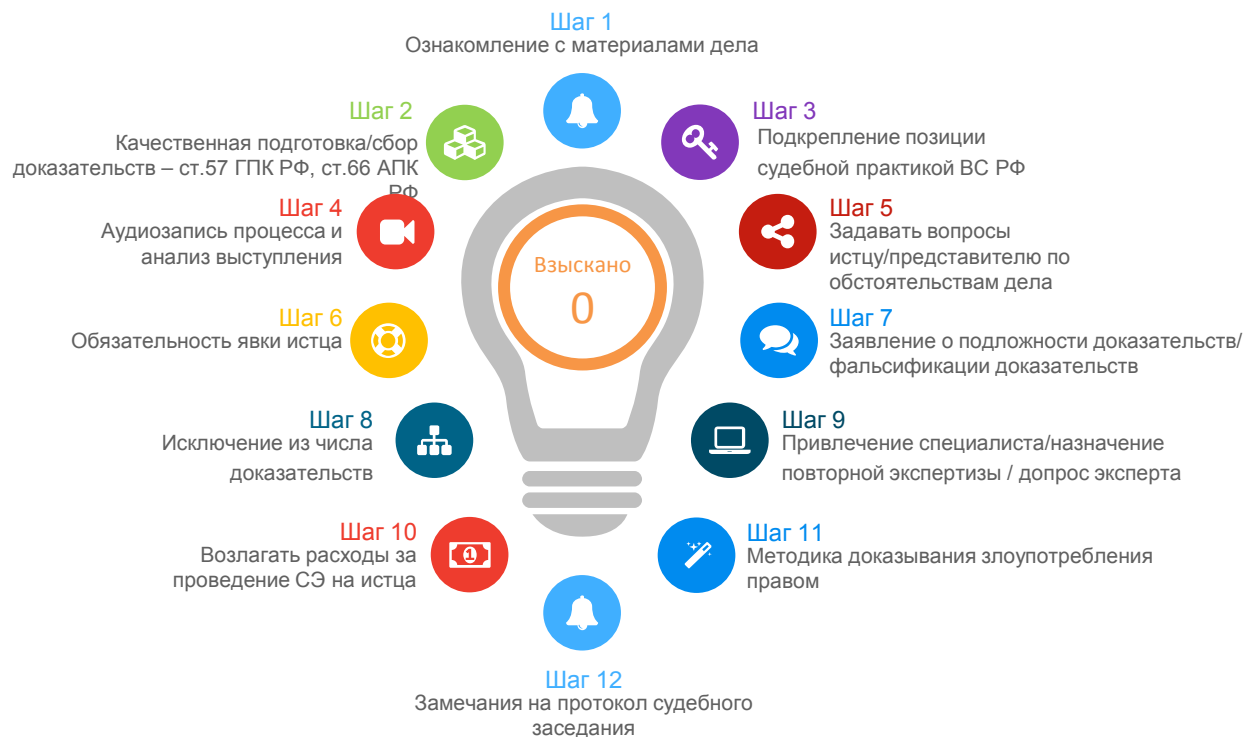 Шаг 1
Ознакомление с материалами дела
Шаг 2
Качественная подготовка/сбор
доказательств – ст.57 ГПК РФ, ст.66 АПК
РФ
Шаг 3
Подкрепление позиции
судебной практикой ВС РФ
Шаг 4
Аудиозапись процесса и
анализ выступления
Шаг 5
Задавать вопросы
истцу/представителю по
обстоятельствам дела
Взыскано
0
Шаг 6
Обязательность явки истца
Шаг 7
Заявление о подложности доказательств/
фальсификации доказательств
Шаг 8
Исключение из числа
доказательств
Шаг 9
Привлечение специалиста/назначение
повторной экспертизы / допрос эксперта
Шаг 10
Возлагать расходы за
проведение СЭ на истца
1
Шаг 11
Методика доказывания злоупотребления
правом
Шаг 12
Замечания на протокол судебного
заседания